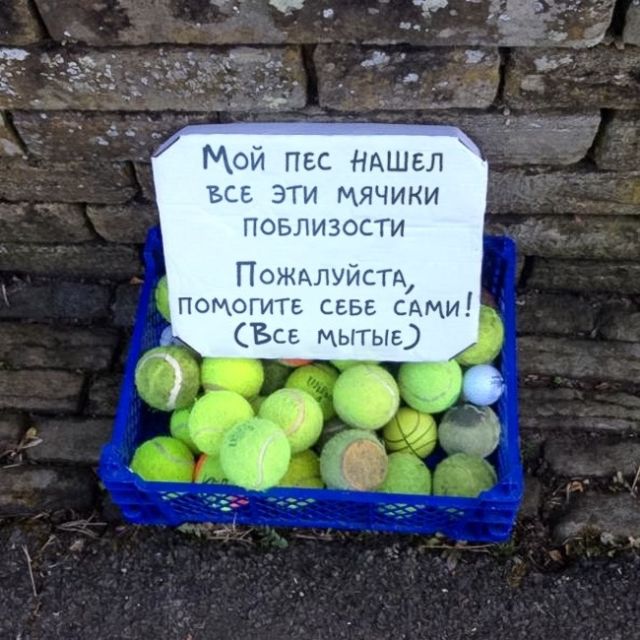 Мой пес нашел
все эти мячики
поблизости
Пожалуйста,
помогите себе сами!
(Все мытые)